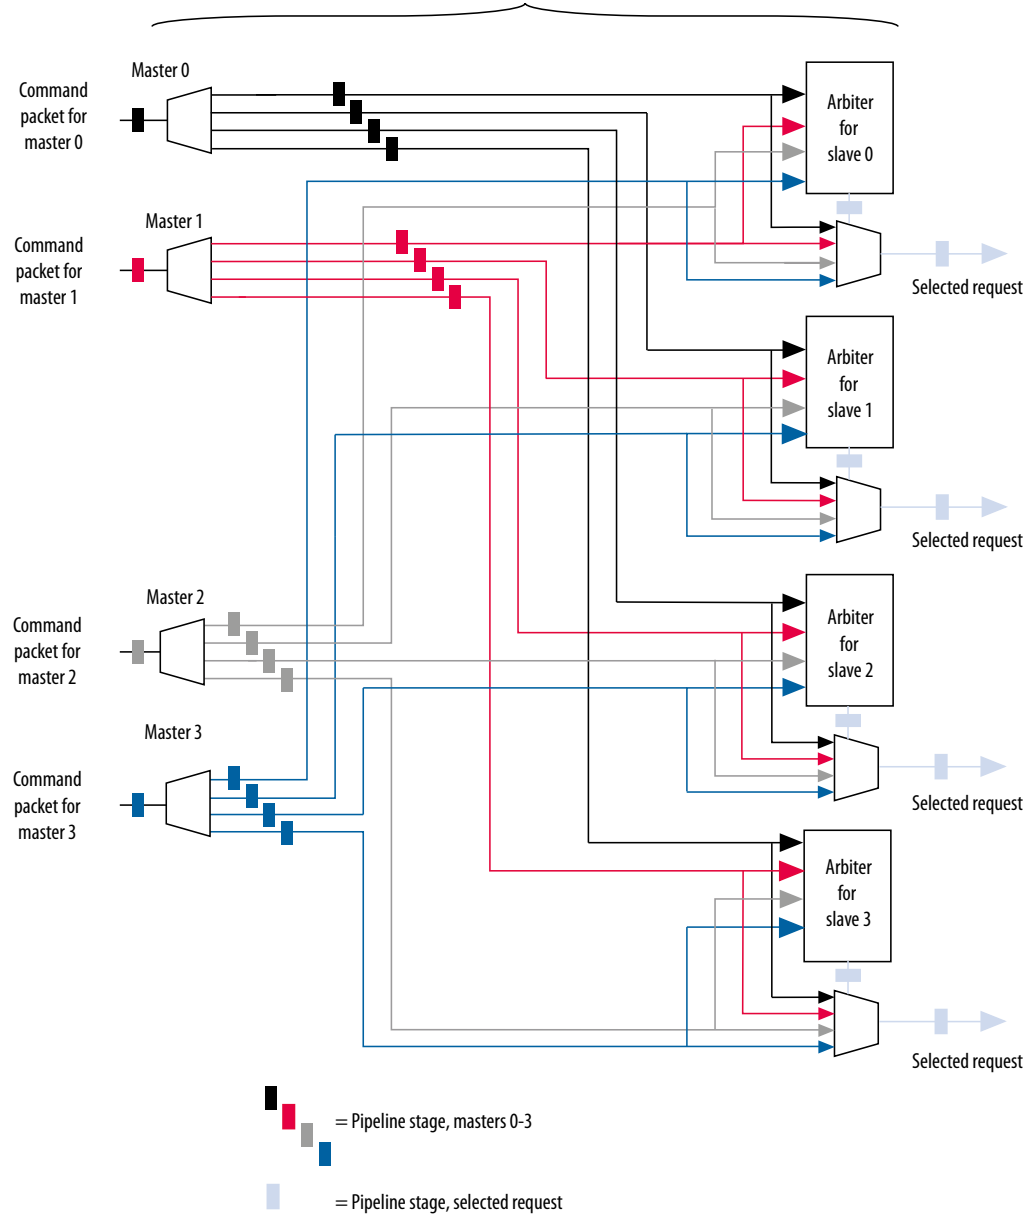 Master 0
Command
packet for
master 0
Arbiter
for
slave 0
Master 1
Command
packet for
master 1
Selected request
Arbiter
for
slave 1
Selected request
Master 2
Command
packet for
master 2
Arbiter
for
slave 2
Master 3
Command
packet for
master 3
Selected request
Arbiter
for
slave 3
Selected request
= Pipeline stage, masters 0-3
= Pipeline stage, selected request